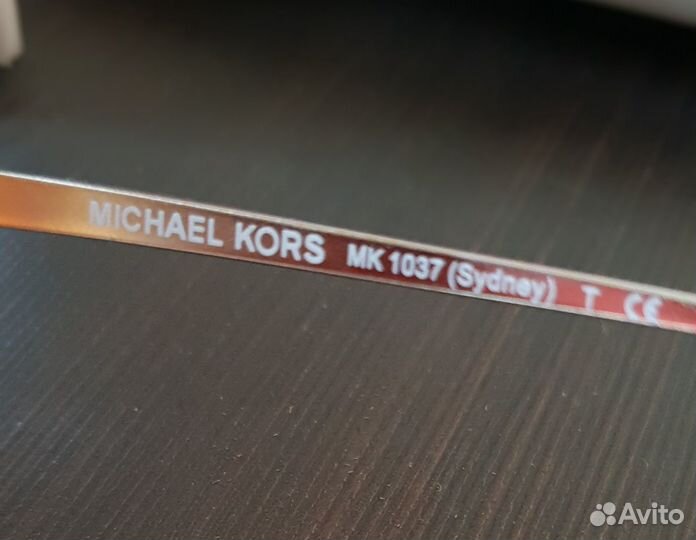 MICHAEL KORS MK 1037 (Sydney) T CE
Avito